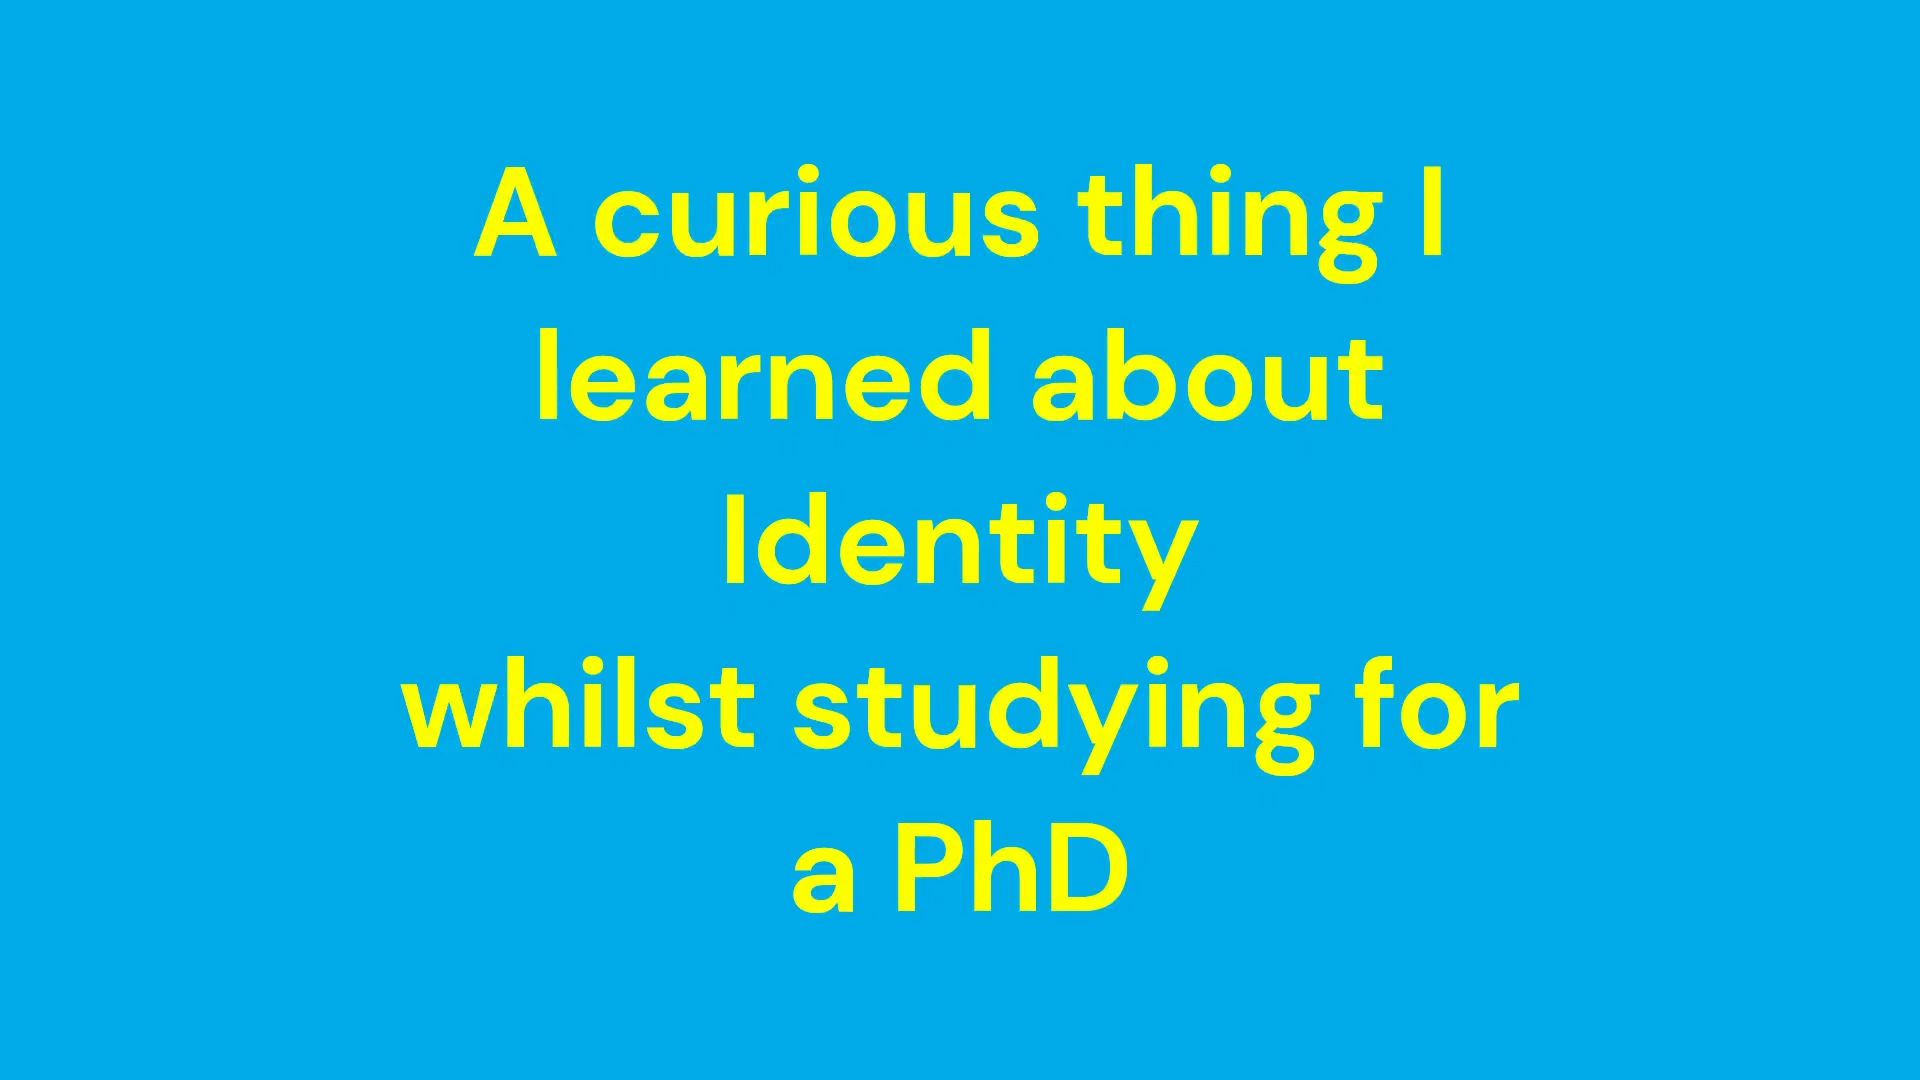 A curious thing I
learned about
Identity
whilst studying for
a PhD